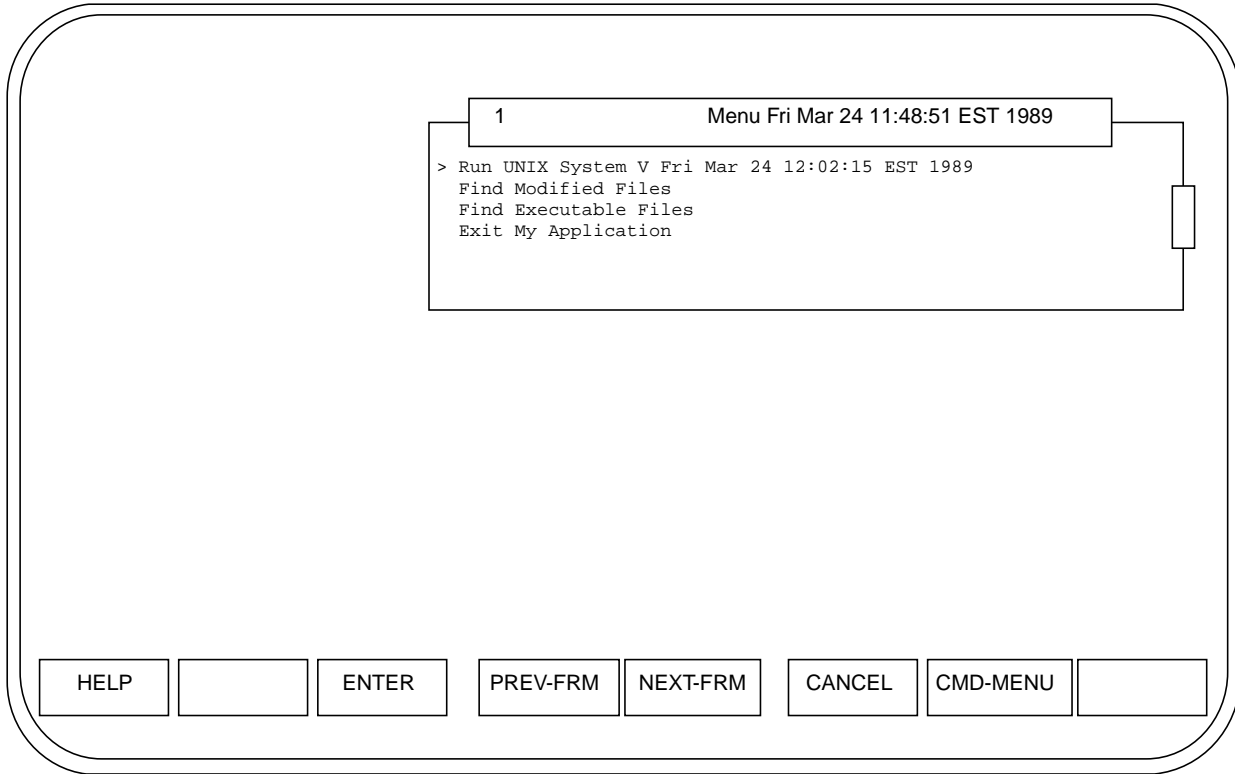 1 Menu Fri Mar 24 11:48:51 EST 1989
> Run UNIX System V Fri Mar 24 12:02:15 EST 1989
Find Modified Files
Find Executable Files
Exit My Application
HELP ENTER PREV-FRM NEXT-FRM CANCEL CMD-MENU